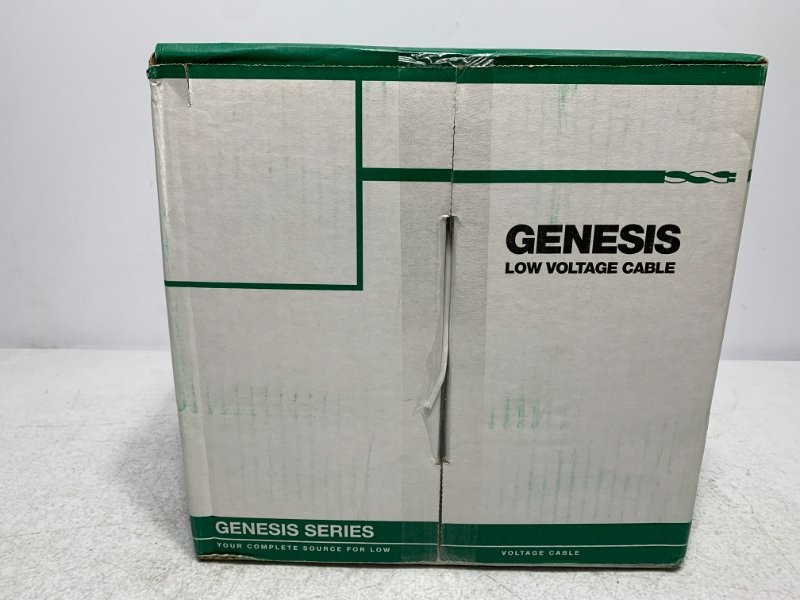 GENESIS
LOW VOLTAGE CABLE
GENESIS SERIES
YOUR COMPLETE SOURCE FOR LOW VOLTAGE CABLE